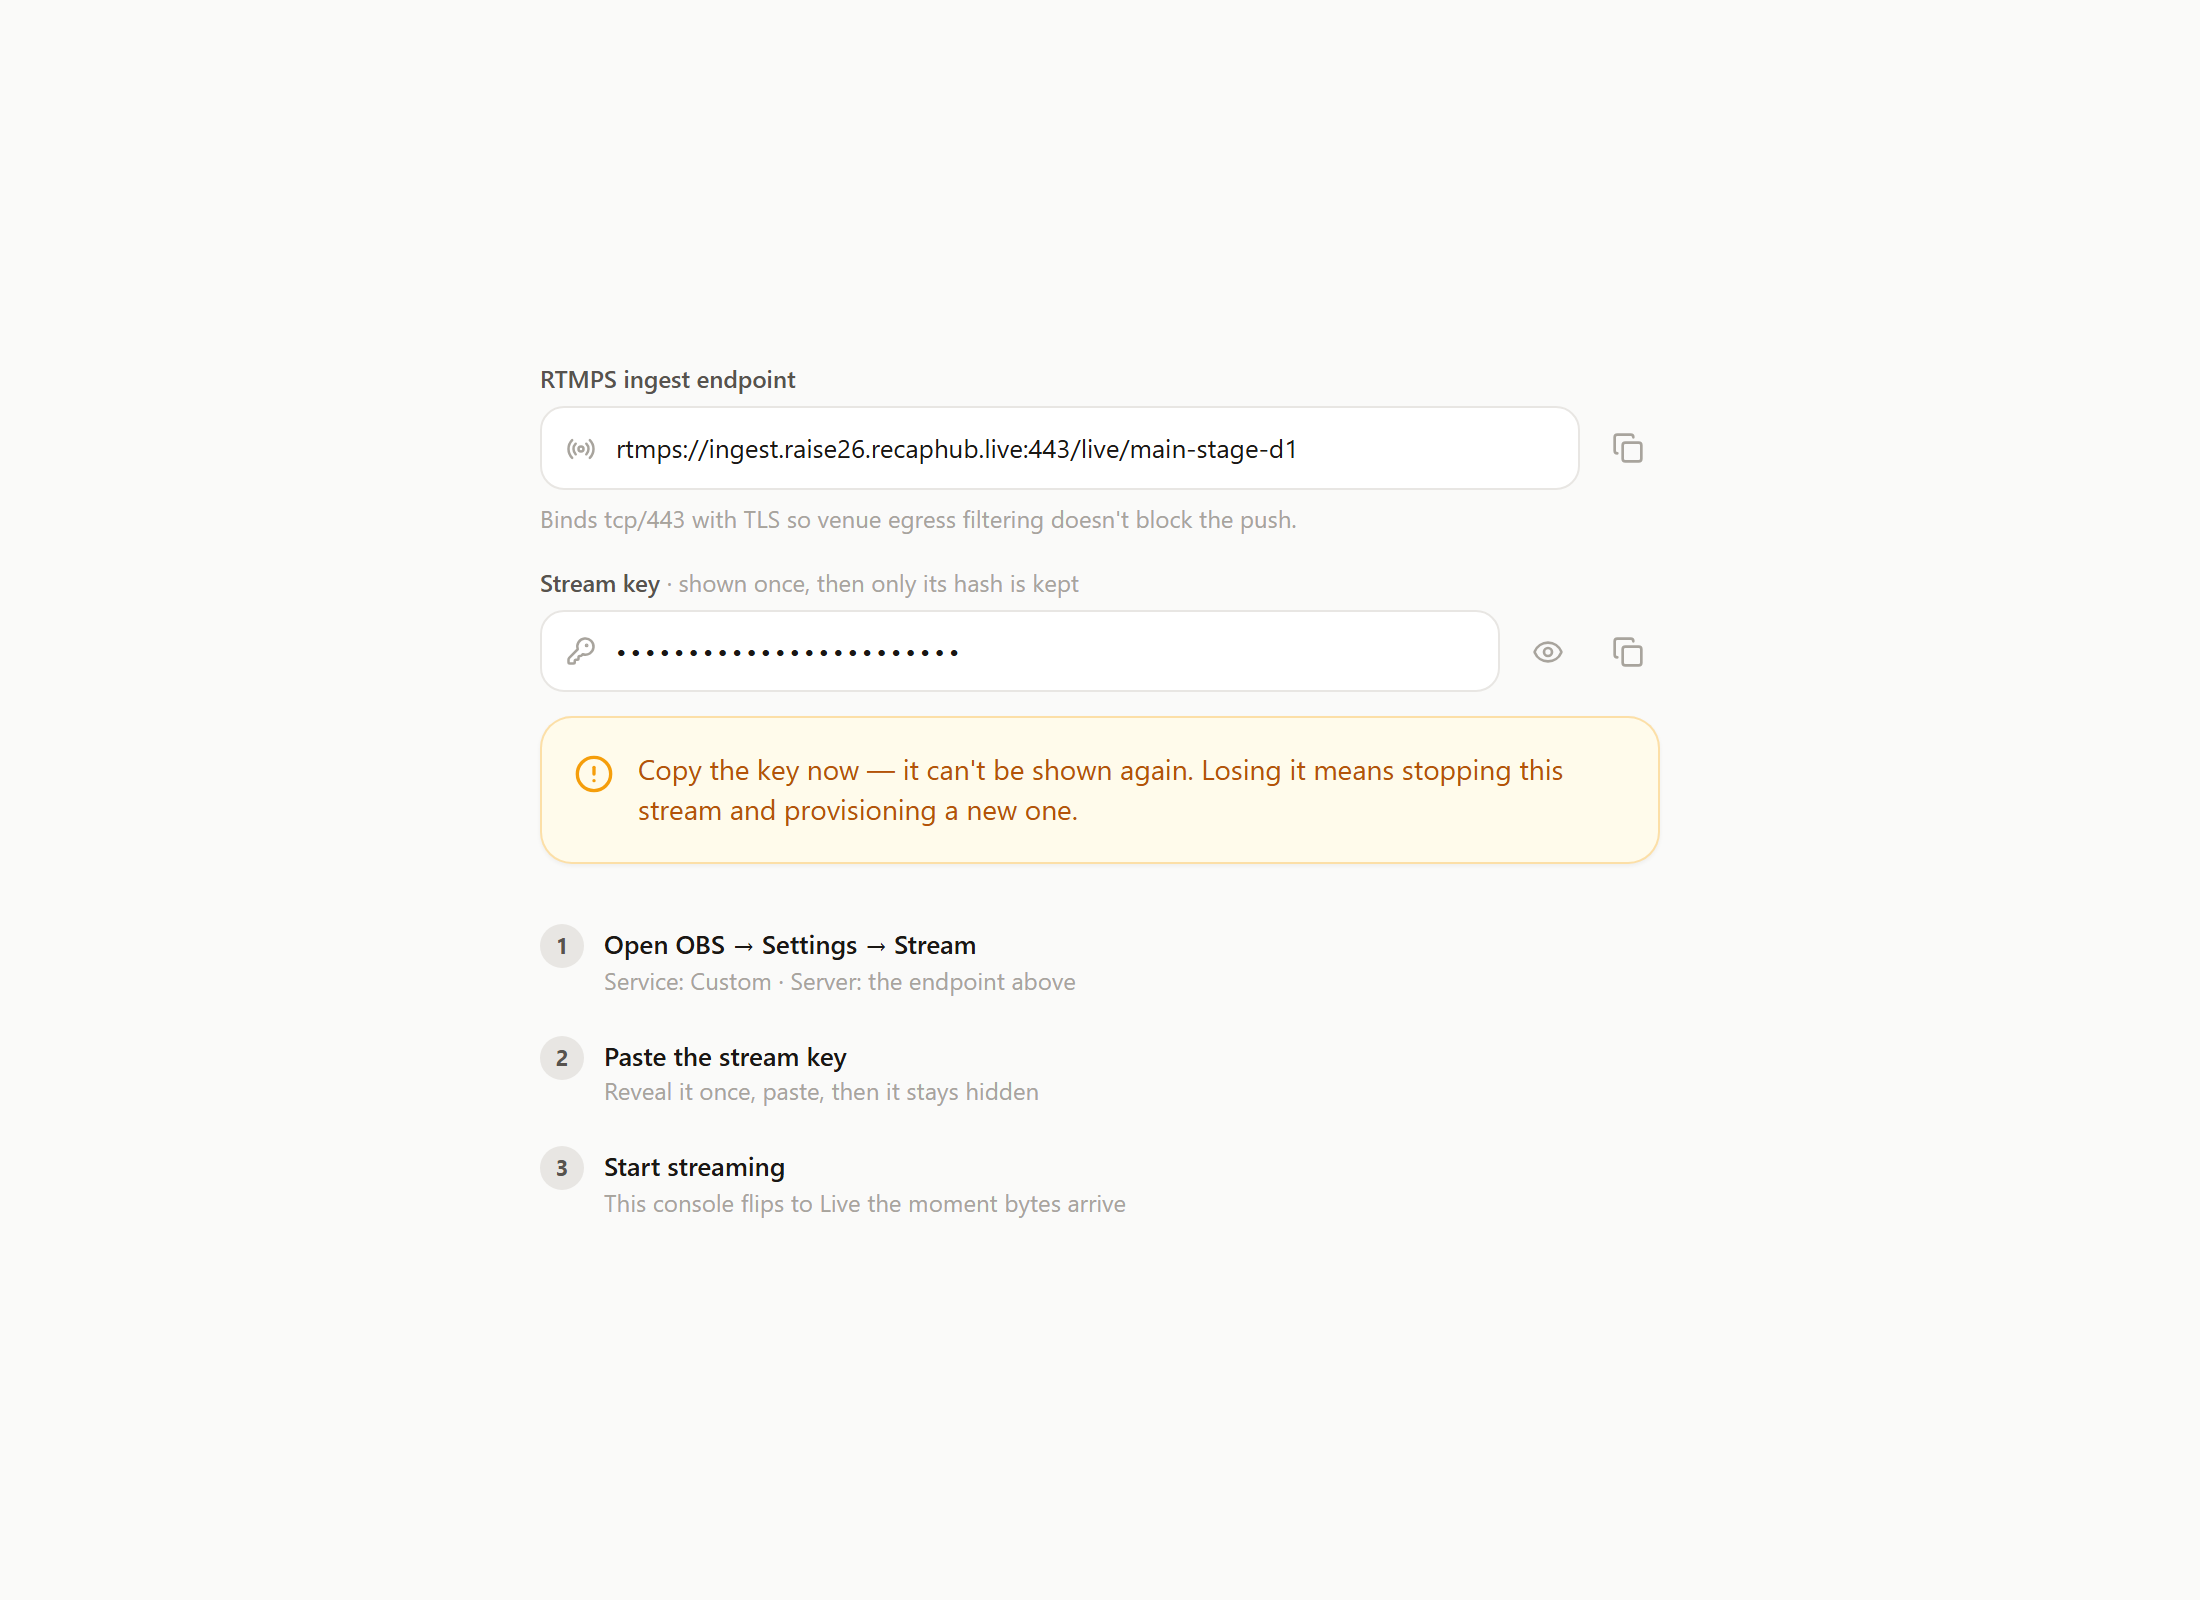 RTMPS ingest endpoint
rtmps://ingest.raise26.recaphub.live:443/live/main-stage-d1
Binds tcp/443 with TLS so venue egress filtering doesn't block the push.
Stream key · shown once, then only its hash is kept
••••••••••••••••••••••••
Copy the key now — it can't be shown again. Losing it means stopping this
stream and provisioning a new one.
1 Open OBS → Settings → Stream
Service: Custom · Server: the endpoint above
2 Paste the stream key
Reveal it once, paste, then it stays hidden
3 Start streaming
This console flips to Live the moment bytes arrive